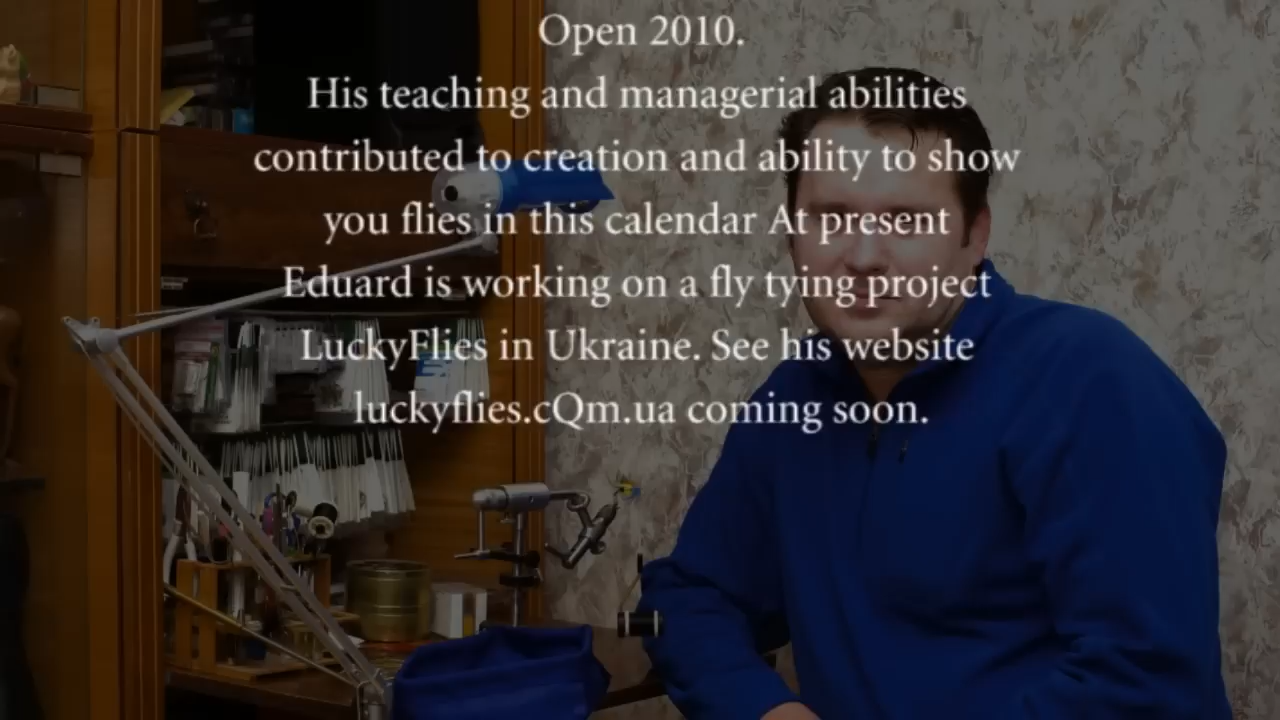 Open 2010.
His teaching and managerial abilities
contributed to creation and ability to show
you flies in this calendar At present
Eduard is working on a fly tying project
LuckyFlies in Ukraine. See his website
luckyflies.cQm.ua coming soon.